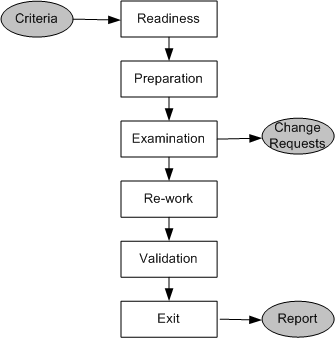 Criteria
Readiness
Preparation
Examination
Change
Requests
Re-work
Validation
Exit
Report